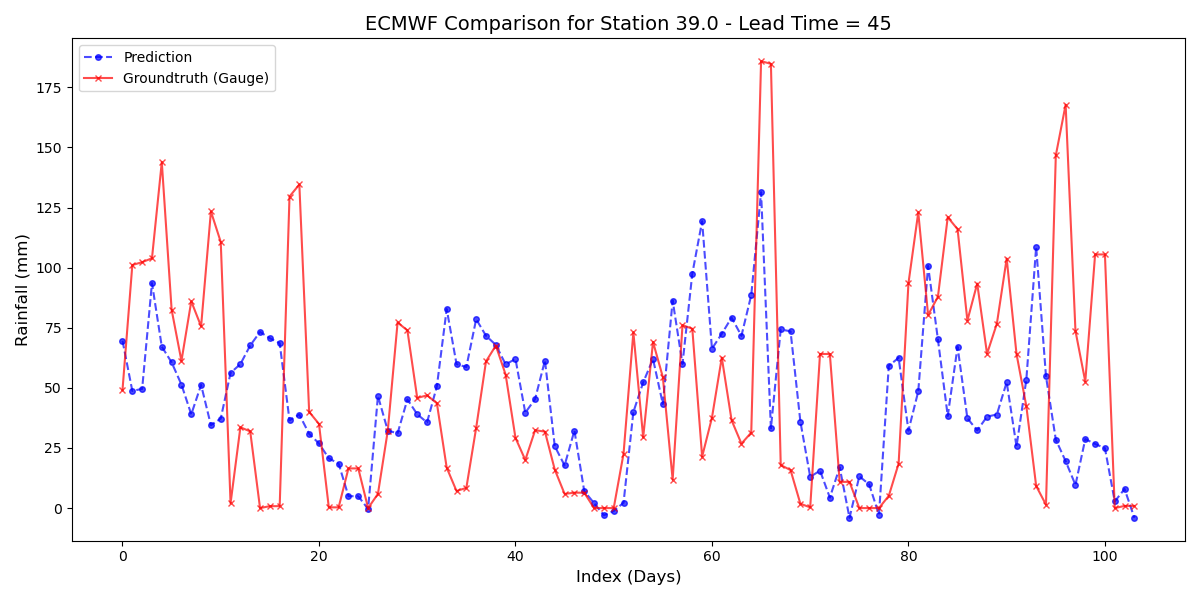 ECMWF Comparison for Station 39.0 - Lead Time = 45
Prediction
Groundtruth (Gauge)
Rainfall (mm)
175
150
125
100
75
50
25
0
0 20 40 60 80 100
Index (Days)